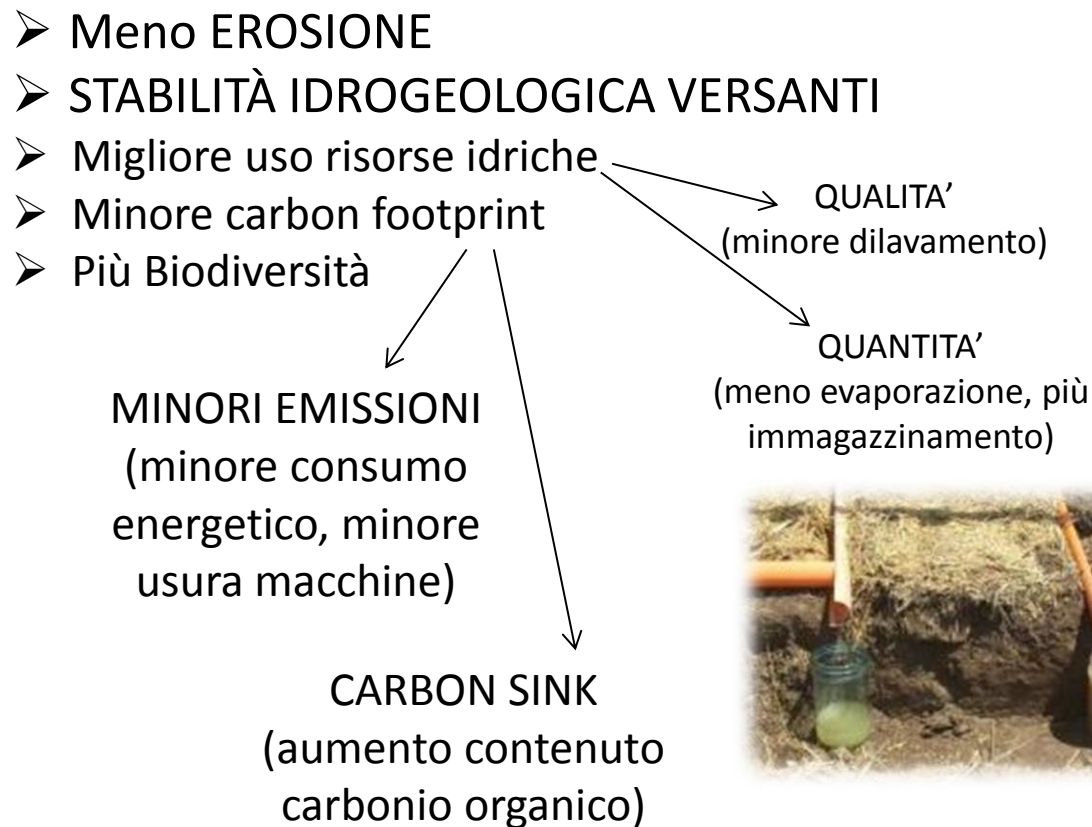 ➢ Meno EROSIONE
➢ STABILITÀ IDROGEOLOGICA VERSANTI
➢ Migliore uso risorse idriche
➢ Minore carbon footprint
➢ Più Biodiversità
QUALITA’
(minore dilavamento)
QUANTITA’
(meno evaporazione, più
immagazzinamento)
MINORI EMISSIONI
(minore consumo
energetico, minore
usura macchine)
CARBON SINK
(aumento contenuto
carbonio organico)